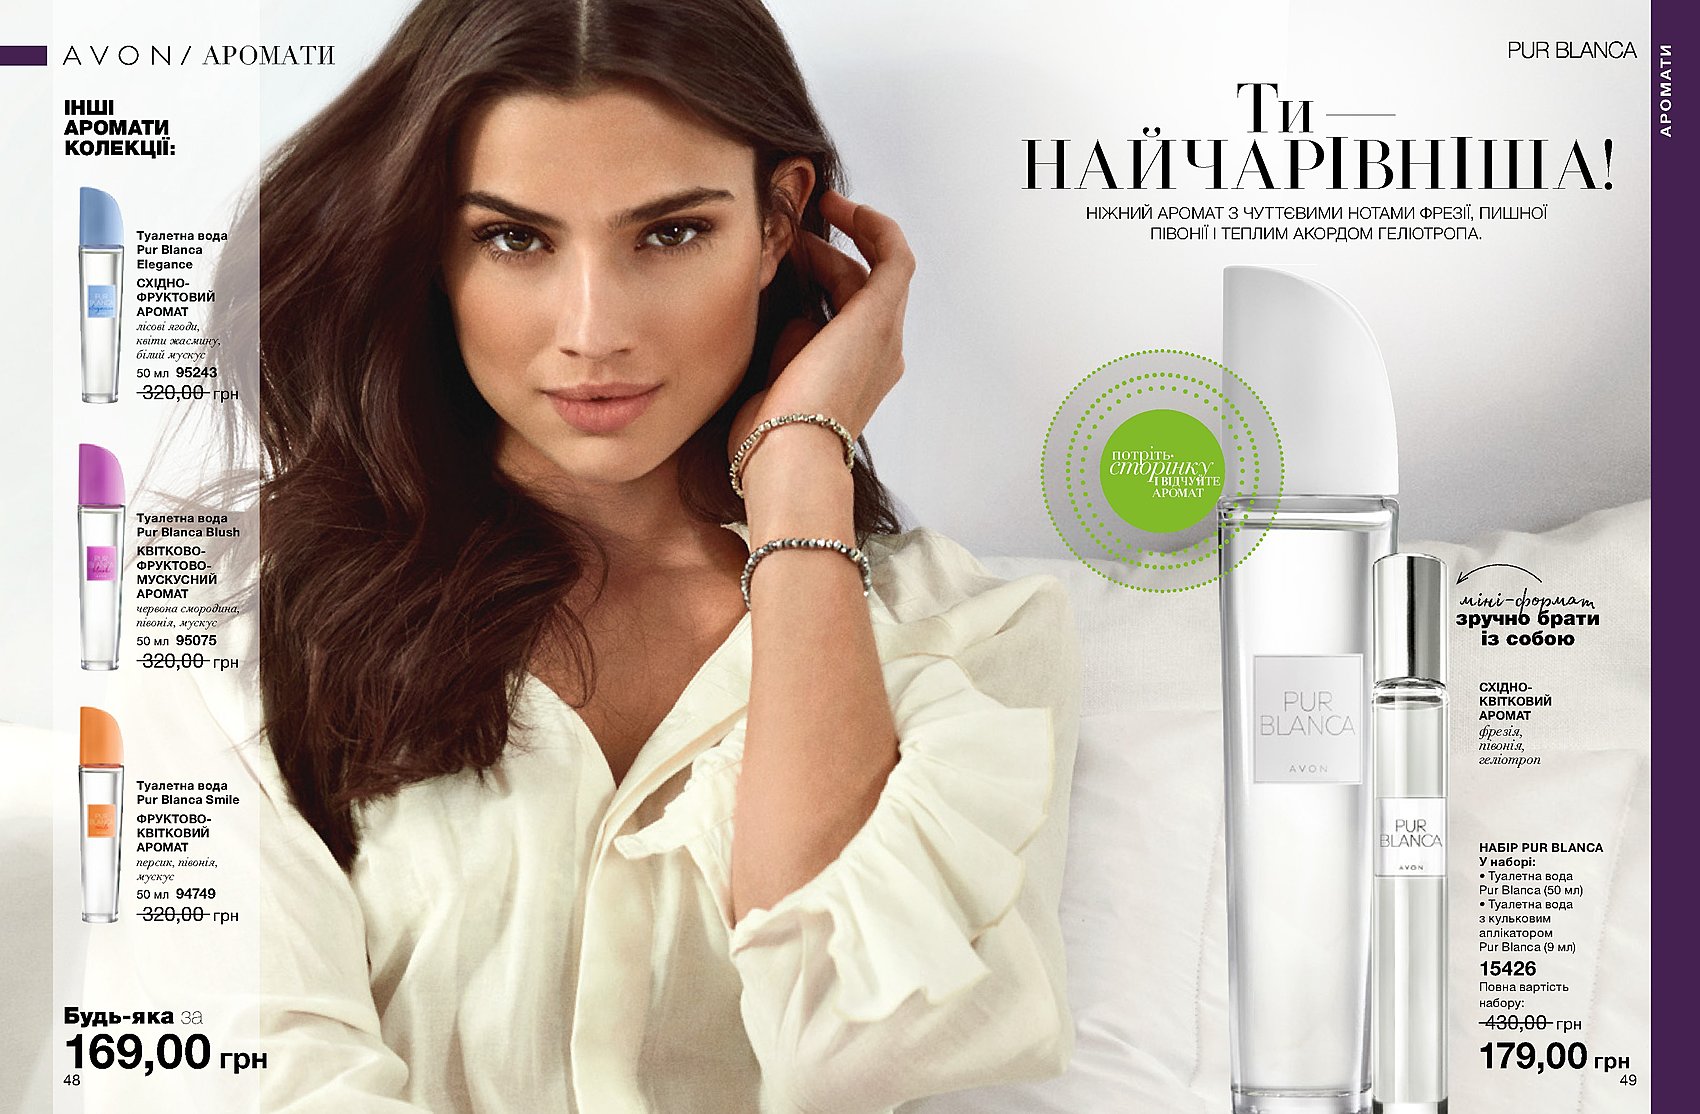 AVON/ АРОМАТИ
ІНШІ
АРОМАТИ
КОЛЕКЦІЇ:
Туалетна вода
Pur Blanca
Elegance
СХІДНО-
ФРУКТОВИЙ
АРОМАТ
лісові ягоди,
квіти жасмину,
білий мускус
50 мл 95243
320,00 грн
Туалетна вода
Pur Blanca Blush
КВІТКОВО-
ФРУКТОВО-
МУСКУСНИЙ
АРОМАТ
червона смородина,
півонія, мускус
50 мл 95075
320,00 грн
Туалетна вода
Pur Blanca Smile
ФРУКТОВО-
КВІТКОВИЙ
АРОМАТ
персик, півонія,
мускус
50 мл 94749
320,00 грн
Будь-яка за
169,00 грн
48
PUR BLANCA
АРОМАТИ
Ти —
НАЙЧАРІВНІША!
НІЖНИЙ АРОМАТ З ЧУТТЄВИМИ НОТАМИ ФРЕЗІЇ, ПИШНОЇ
ПІВОНІЇ І ТЕПЛИМ АКОРДОМ ГЕЛІОТРОПА.
потріть
сторінку
І ВІДЧУЙТЕ
АРОМАТ
міні-формат
зручно брати
із собою
СХІДНО-
КВІТКОВИЙ
АРОМАТ
фрезія,
півонія,
геліотроп
PUR
BLANCA
AVON
PUR
BLANCA
AVON
НАБІР PUR BLANCA
У наборі:
• Туалетна вода
Pur Blanca (50 мл)
• Туалетна вода
з кульковим
аплікатором
Pur Blanca (9 мл)
15426
Повна вартість
набору:
430,00 грн
179,00 грн
49